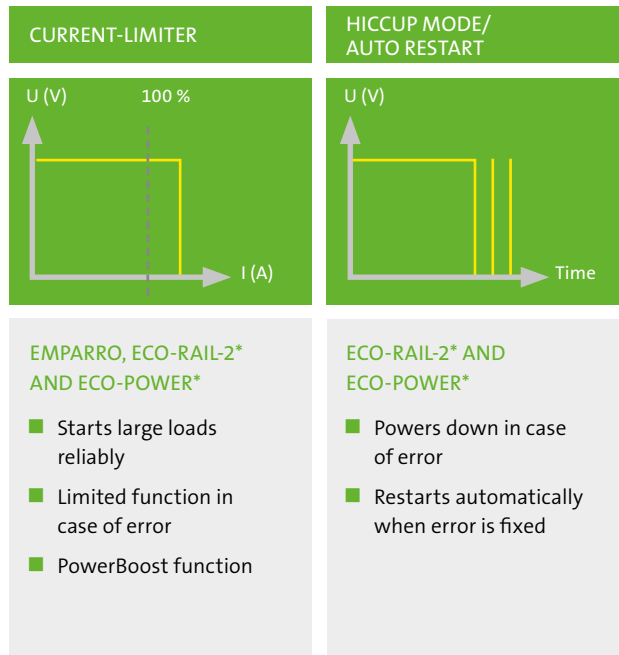 CURRENT-LIMITER
U (V)
100 %
I (A)
EMPARRO, ECO-RAIL-2*
AND ECO-POWER*
Starts large loads
reliably
Limited function in
case of error
PowerBoost function
HICCUP MODE/
AUTO RESTART
U (V)
Time
ECO-RAIL-2* AND
ECO-POWER*
Powers down in case
of error
Restarts automatically
when error is fixed